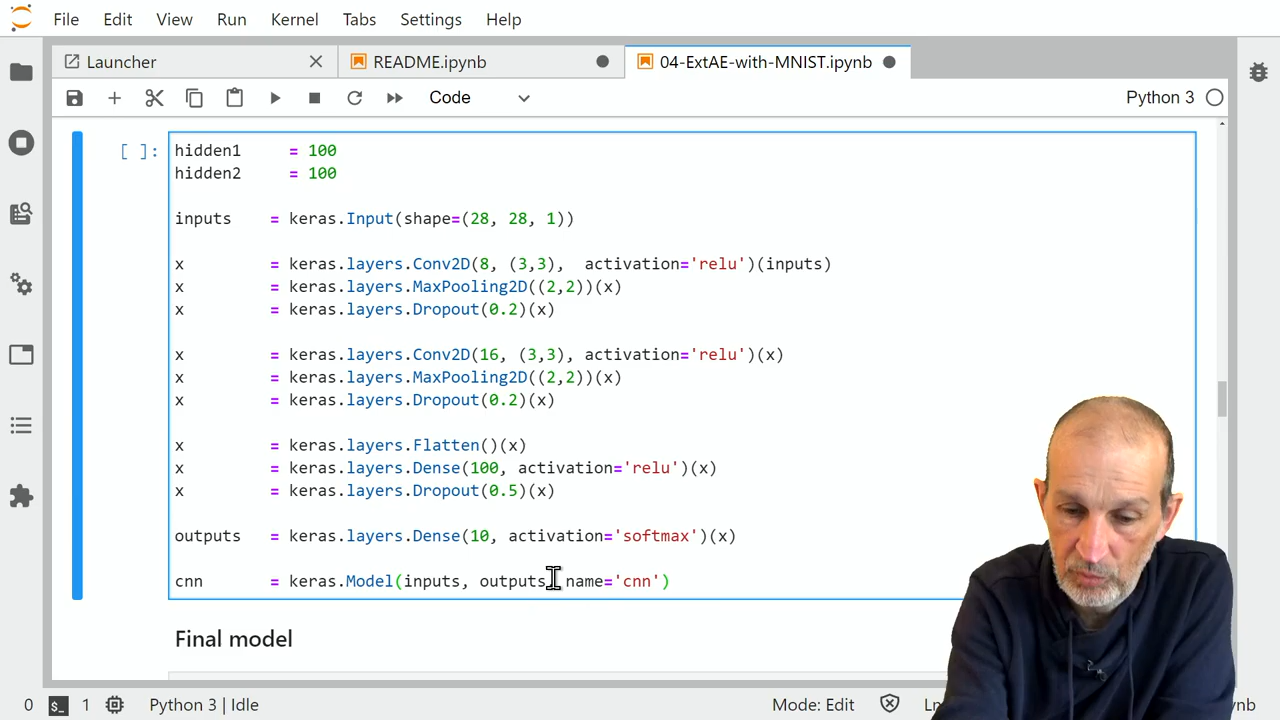 File Edit View Run Kernel Tabs Settings Help
Launcher README.ipynb 04-ExtAE-with-MNIST.ipynb
Code Python 3
[ ]: hidden1 = 100
hidden2 = 100
inputs = keras.Input(shape=(28, 28, 1))
x = keras.layers.Conv2D(8, (3,3), activation='relu')(inputs)
x = keras.layers.MaxPooling2D((2,2))(x)
x = keras.layers.Dropout(0.2)(x)
x = keras.layers.Conv2D(16, (3,3), activation='relu')(x)
x = keras.layers.MaxPooling2D((2,2))(x)
x = keras.layers.Dropout(0.2)(x)
x = keras.layers.Flatten()(x)
x = keras.layers.Dense(100, activation='relu')(x)
x = keras.layers.Dropout(0.5)(x)
outputs = keras.layers.Dense(10, activation='softmax')(x)
cnn = keras.Model(inputs, outputs, name='cnn')
Final model
0 $_ 1 Python 3 | Idle Mode: Edit